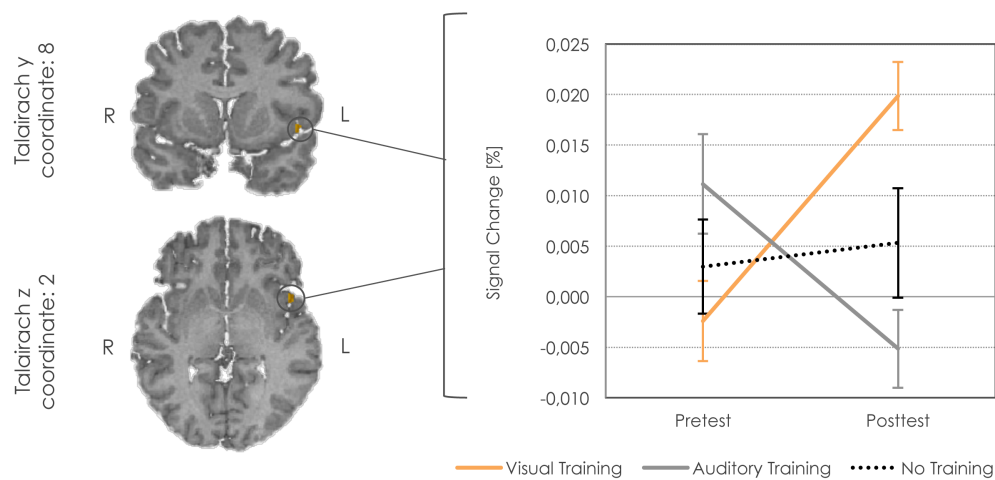 Talairach y
coordinate: 8
R
L
Talairach z
coordinate: 2
R
L
Signal Change [%]
0,025
0,020
0,015
0,010
0,005
0,000
-0,005
-0,010
Pretest
Posttest
Visual Training
Auditory Training
No Training